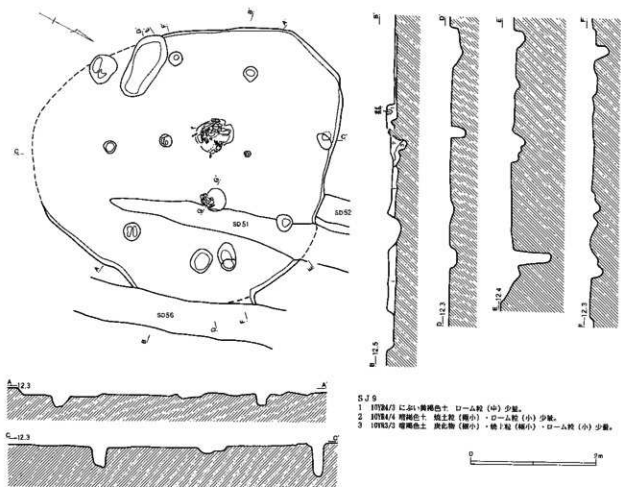 SD51
SD52
SD56
A 12.3 A'
C 12.3 C'
B 12.5 B'
D 12.3 D'
E 12.4 E'
F 12.3 F'
SJ9
1 10YR4/3 にぶい黄褐色土 ローム粒（中）少量。
2 10YR4/4 暗褐色土 焼土粒（極小）・ローム粒（小）少量。
3 10YR3/3 暗褐色土 炭化物（極小）・焼土粒（極小）・ローム粒（小）少量。
0 2m